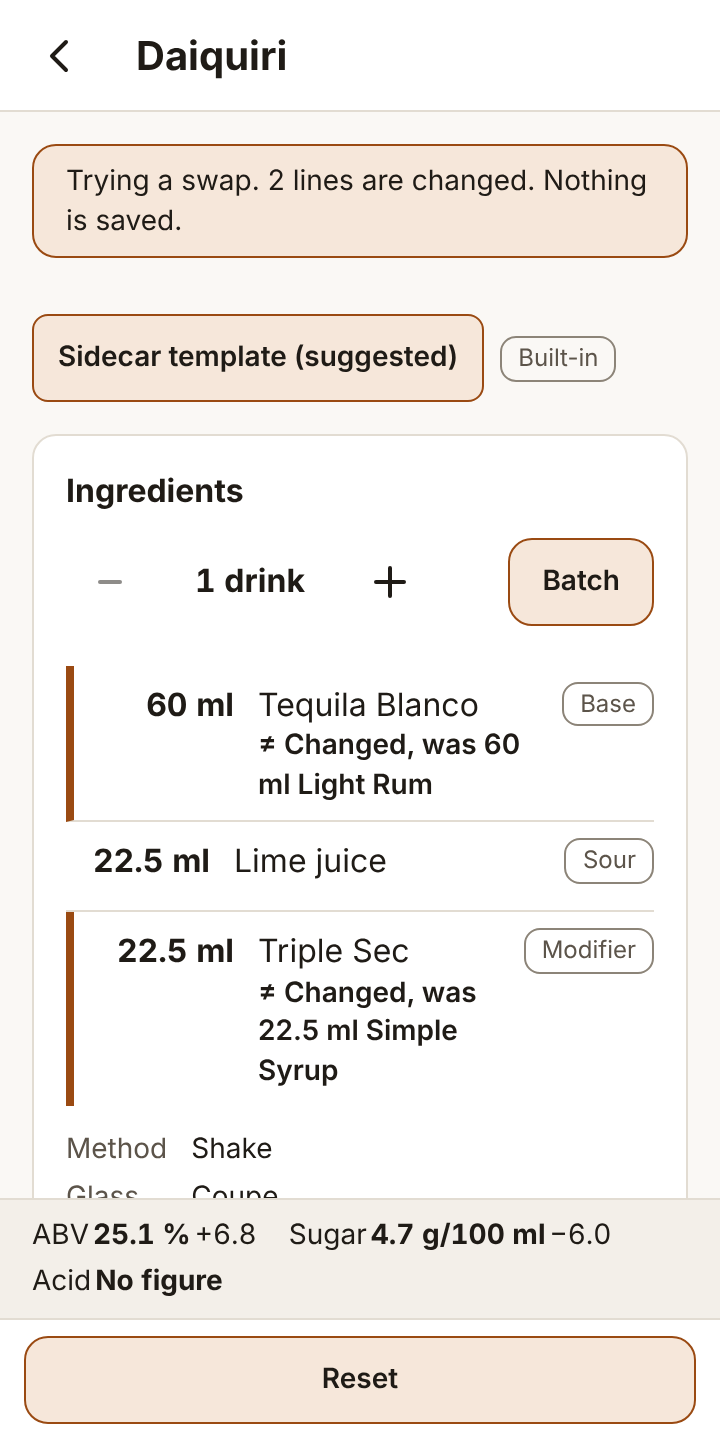 Daiquiri
Trying a swap. 2 lines are changed. Nothing
is saved.
Sidecar template (suggested) Built-in
Ingredients
− 1 drink + Batch
60 ml Tequila Blanco Base
≠ Changed, was 60
ml Light Rum
22.5 ml Lime juice Sour
22.5 ml Triple Sec Modifier
≠ Changed, was
22.5 ml Simple
Syrup
Method Shake
Glass Coupe
ABV 25.1 % +6.8 Sugar 4.7 g/100 ml −6.0
Acid No figure
Reset